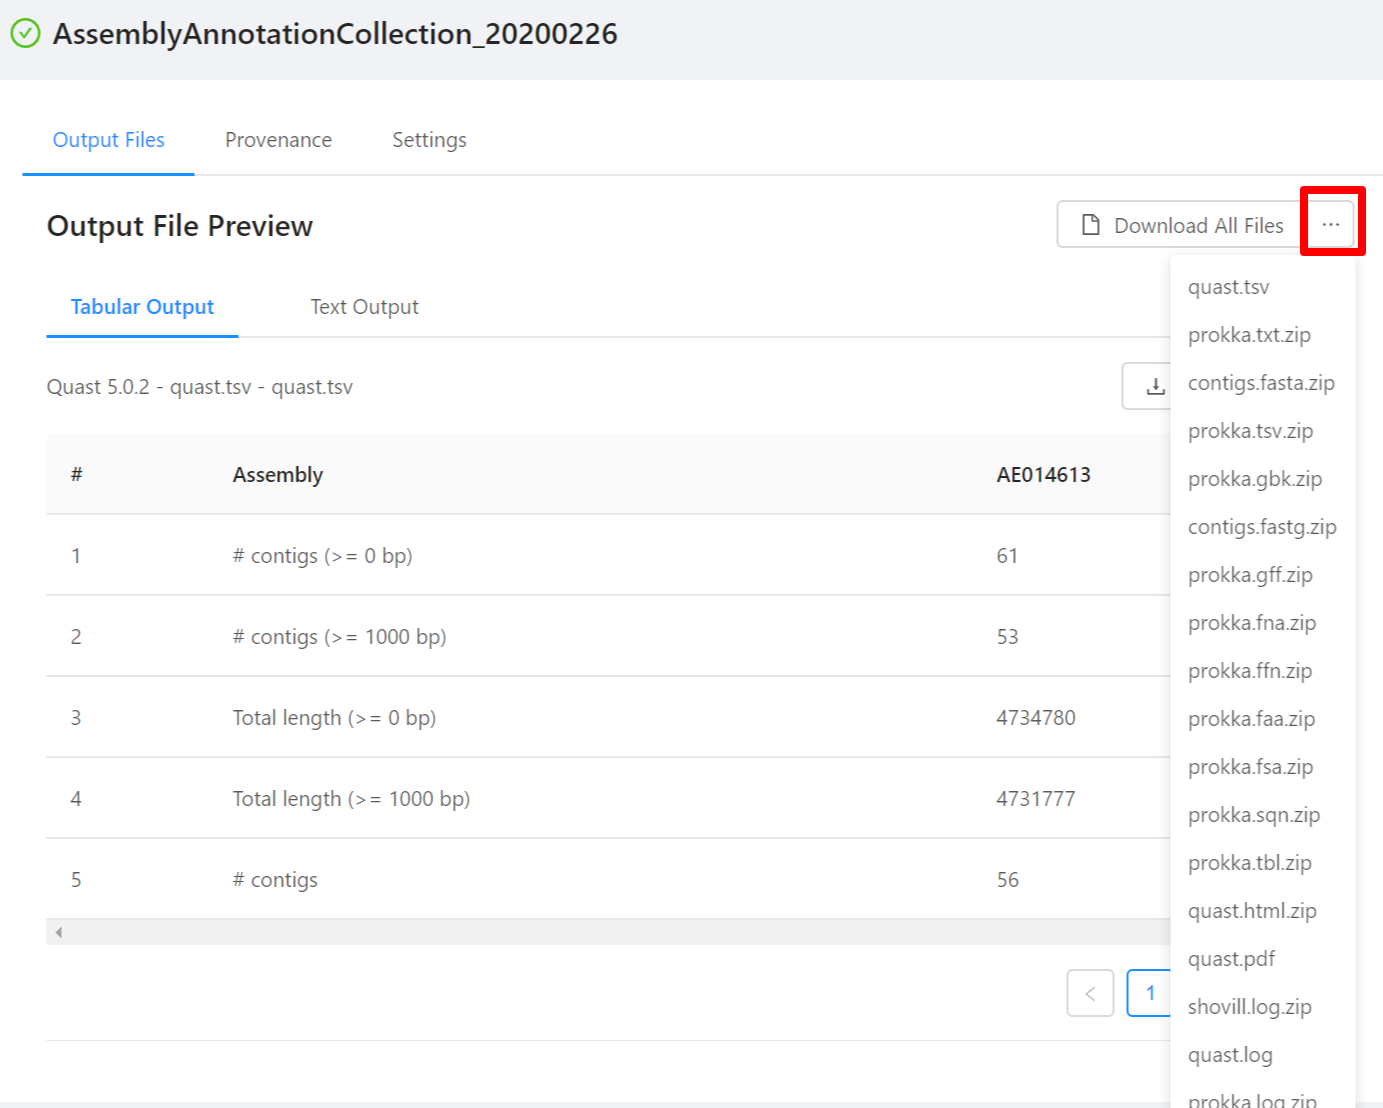 AssemblyAnnotationCollection_20200226
Output Files Provenance Settings
Output File Preview
Download All Files ...
Tabular Output Text Output
Quast 5.0.2 - quast.tsv - quast.tsv
# Assembly AE014613
1 # contigs (>= 0 bp) 61
2 # contigs (>= 1000 bp) 53
3 Total length (>= 0 bp) 4734780
4 Total length (>= 1000 bp) 4731777
5 # contigs 56
< 1
quast.tsv
prokka.txt.zip
contigs.fasta.zip
prokka.tsv.zip
prokka.gbk.zip
contigs.fastg.zip
prokka.gff.zip
prokka.fna.zip
prokka.ffn.zip
prokka.faa.zip
prokka.fsa.zip
prokka.sqn.zip
prokka.tbl.zip
quast.html.zip
quast.pdf
shovill.log.zip
quast.log
prokka.log.zip